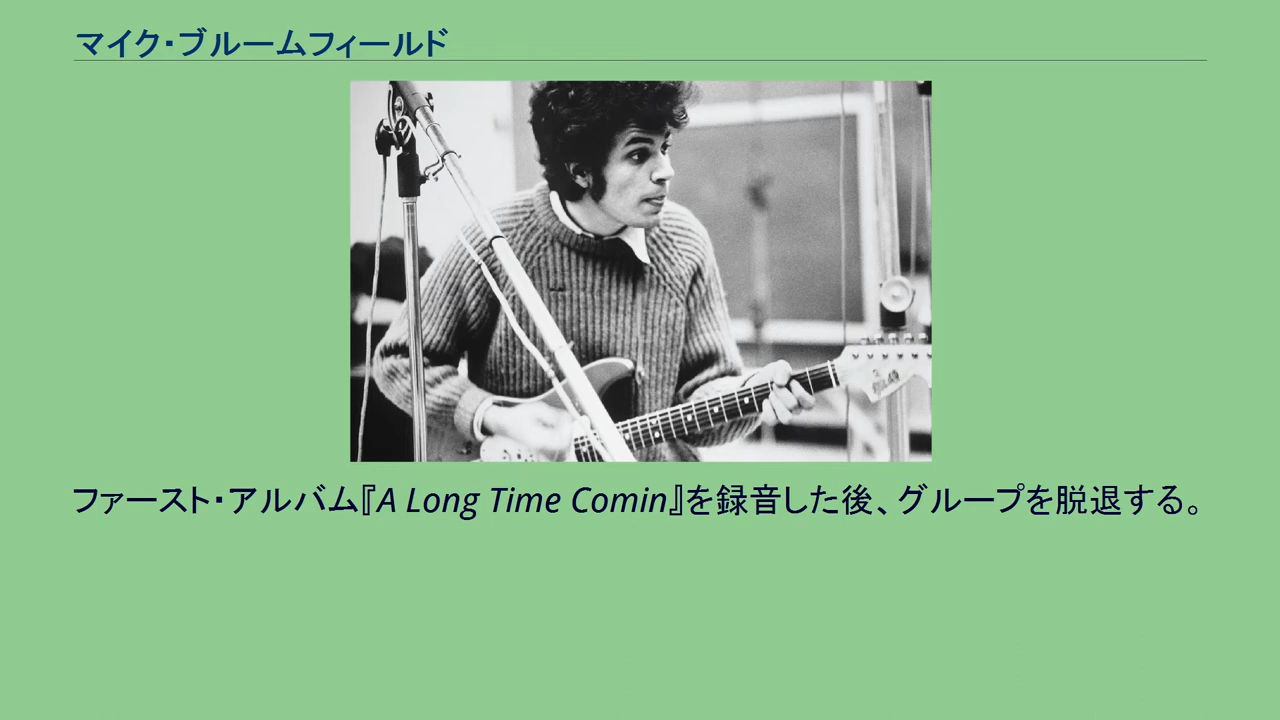 マイク・ブルームフィールド
ファースト・アルバム『A Long Time Comin』を録音した後、グループを脱退する。